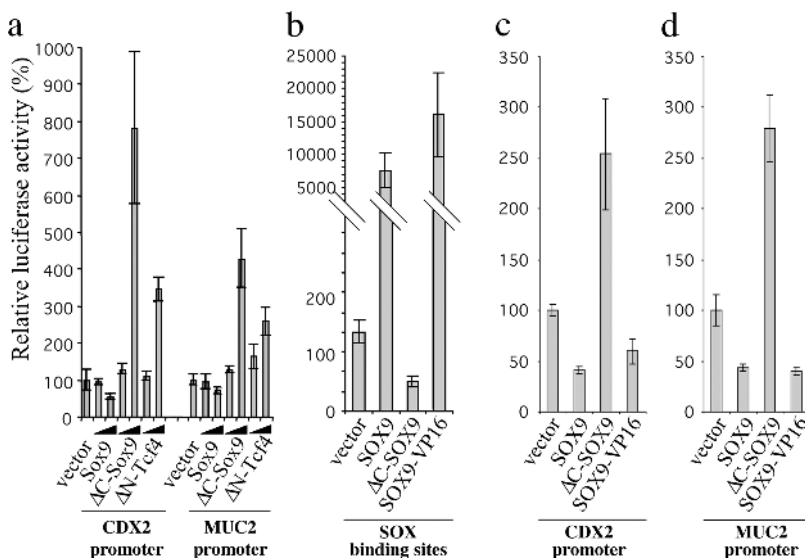 a
Relative luciferase activity (%)
1000
900
800
700
600
500
400
300
200
100
0
vector
Sox9
ΔC-Sox9
ΔN-Tcf4
vector
Sox9
ΔC-Sox9
ΔN-Tcf4
CDX2
promoter
MUC2
promoter
b
25000
20000
15000
10000
5000
200
100
0
vector
SOX9
ΔC-SOX9
SOX9-VP16
SOX
binding sites
c
350
300
250
200
150
100
50
0
vector
SOX9
ΔC-SOX9
SOX9-VP16
CDX2
promoter
d
350
300
250
200
150
100
50
0
vector
SOX9
ΔC-SOX9
SOX9-VP16
MUC2
promoter